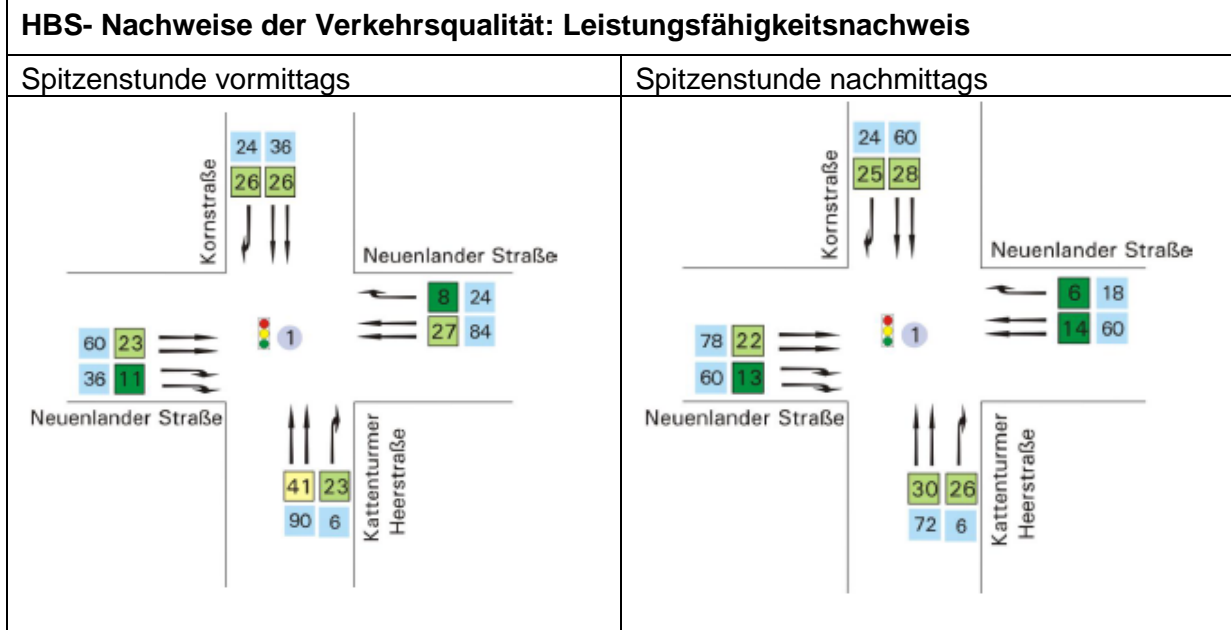 HBS- Nachweise der Verkehrsqualität: Leistungsfähigkeitsnachweis
Spitzenstunde vormittags
24 36
26 26
Kornstraße
Neuenlander Straße
8 24
27 84
60 23
36 11
1
Neuenlander Straße
41 23
90 6
Kattenturmer
Heerstraße
Spitzenstunde nachmittags
24 60
25 28
Kornstraße
Neuenlander Straße
6 18
14 60
78 22
60 13
1
Neuenlander Straße
30 26
72 6
Kattenturmer
Heerstraße